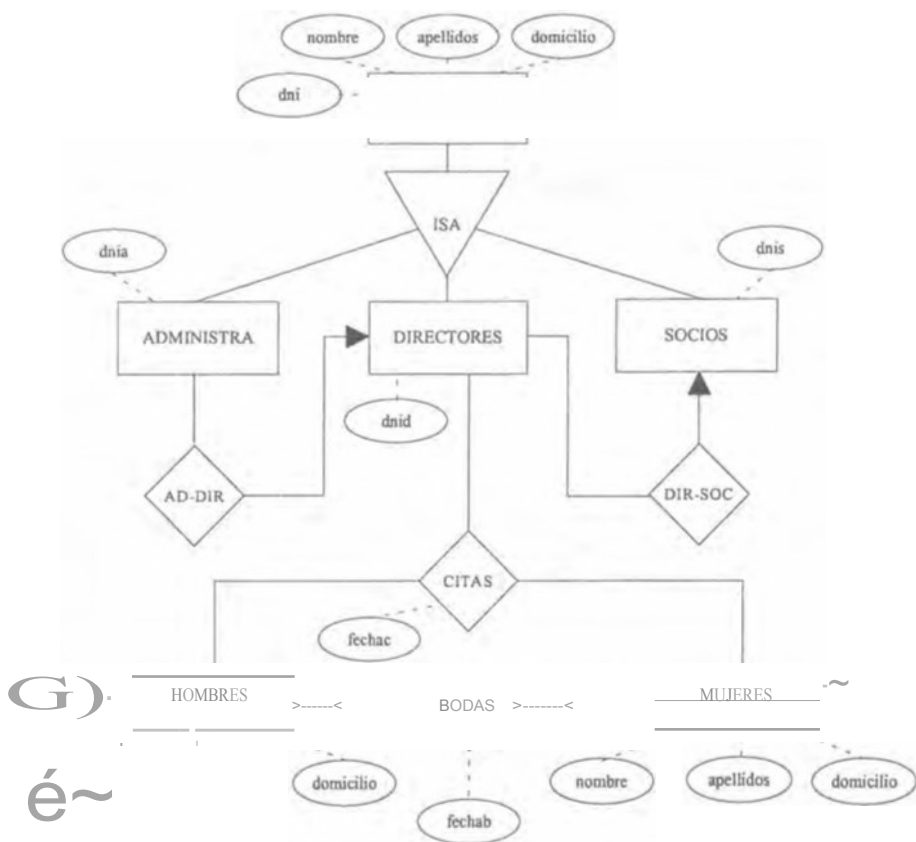 nombre apellidos domicilio
dni
ISA
dnia dnis
ADMINISTRA DIRECTORES SOCIOS
dnid
AD-DIR DIR-SOC
CITAS
fechac
G) HOMBRES >------< BODAS >-------< MUJERES -~
domicilio nombre apellidos domicilio
é~
fechab